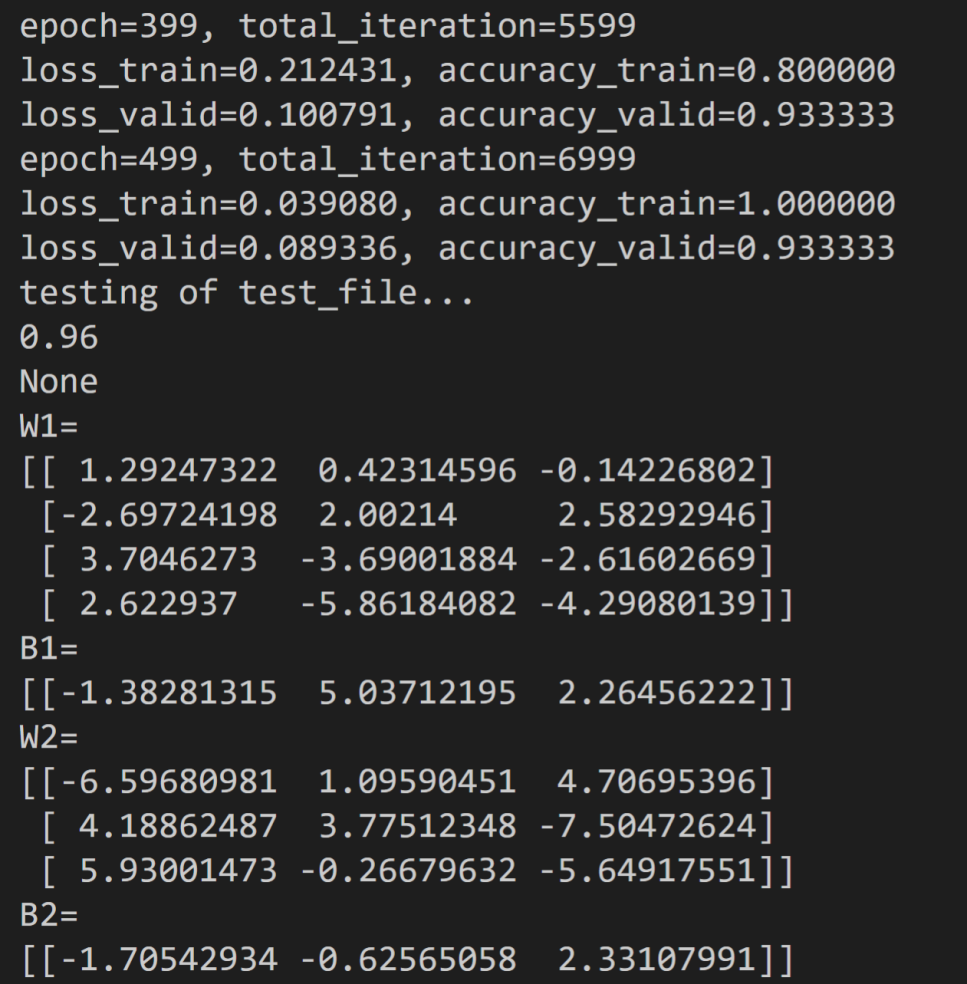 epoch=399, total_iteration=5599
loss_train=0.212431, accuracy_train=0.800000
loss_valid=0.100791, accuracy_valid=0.933333
epoch=499, total_iteration=6999
loss_train=0.039080, accuracy_train=1.000000
loss_valid=0.089336, accuracy_valid=0.933333
testing of test_file...
0.96
None
W1=
[[ 1.29247322  0.42314596 -0.14226802]
 [-2.69724198  2.00214     2.58292946]
 [ 3.7046273  -3.69001884 -2.61602669]
 [ 2.622937   -5.86184082 -4.29080139]]
B1=
[[-1.38281315  5.03712195  2.26456222]]
W2=
[[-6.59680981  1.09590451  4.70695396]
 [ 4.18862487  3.77512348 -7.50472624]
 [ 5.93001473 -0.26679632 -5.64917551]]
B2=
[[-1.70542934 -0.62565058  2.33107991]]